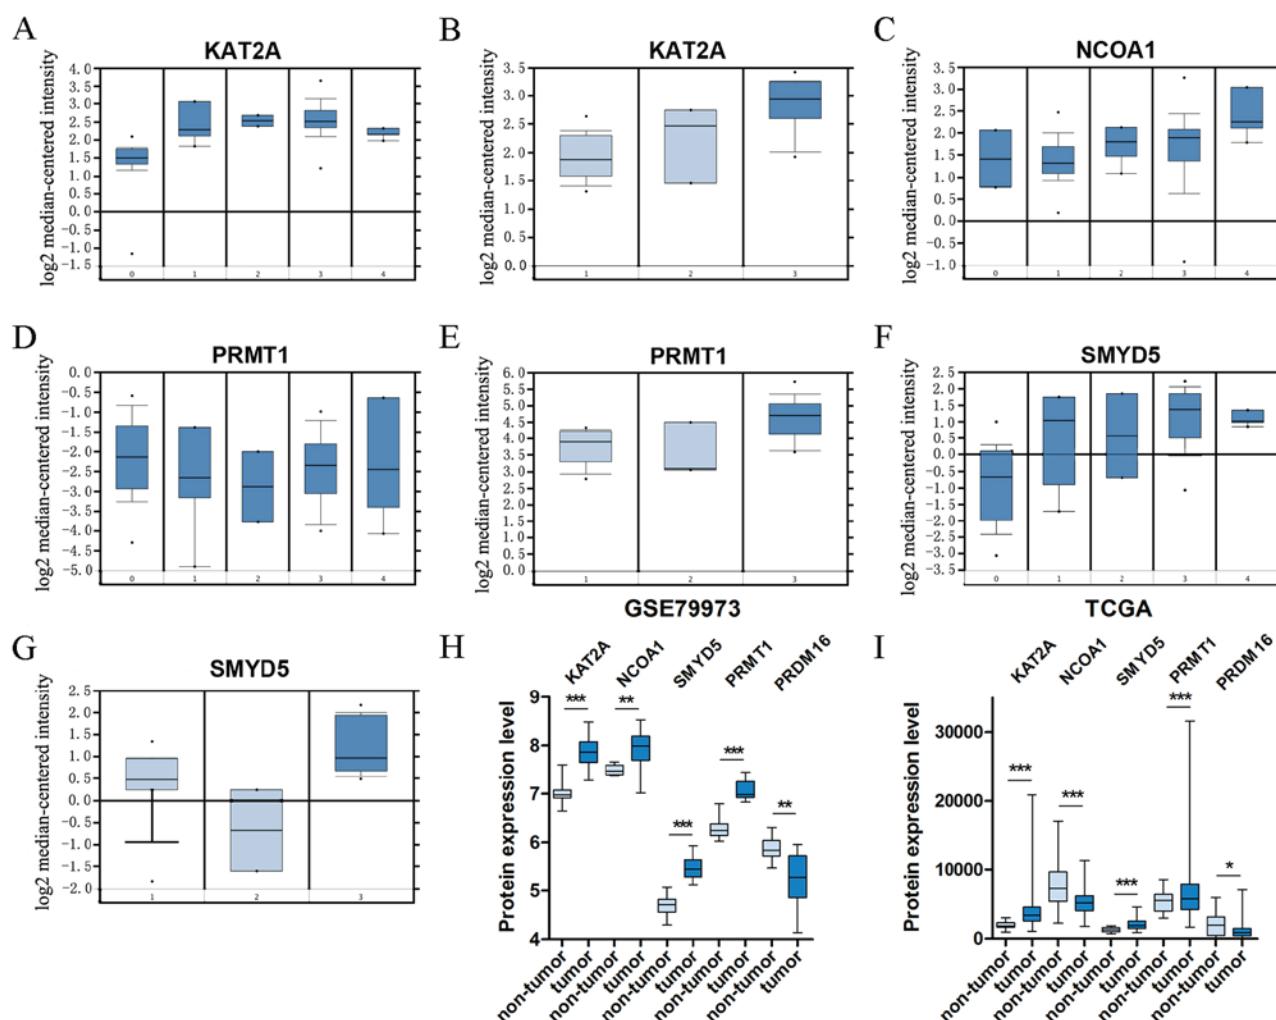 A
KAT2A
log2 median-centered intensity
4.0
3.5
3.0
2.5
2.0
1.5
1.0
0.5
0.0
-0.5
-1.0
-1.5
0 1 2 3 4
B
KAT2A
log2 median-centered intensity
3.5
3.0
2.5
2.0
1.5
1.0
0.5
0.0
1 2 3
C
NCOA1
log2 median-centered intensity
3.5
3.0
2.5
2.0
1.5
1.0
0.5
0.0
-0.5
-1.0
0 1 2 3 4
D
PRMT1
log2 median-centered intensity
0.0
-0.5
-1.0
-1.5
-2.0
-2.5
-3.0
-3.5
-4.0
-4.5
-5.0
0 1 2 3 4
E
PRMT1
log2 median-centered intensity
6.0
5.5
5.0
4.5
4.0
3.5
3.0
2.5
2.0
1.5
1.0
0.5
0.0
1 2 3
F
SMYD5
log2 median-centered intensity
2.5
2.0
1.5
1.0
0.5
0.0
-0.5
-1.0
-1.5
-2.0
-2.5
-3.0
-3.5
0 1 2 3 4
G
SMYD5
log2 median-centered intensity
2.5
2.0
1.5
1.0
0.5
0.0
-0.5
-1.0
-1.5
-2.0
1 2 3
H
GSE79973
KAT2A NCOA1 SMYD5 PRMT1 PRDM16
Protein expression level
9
8
7
6
5
4
*** ** *** *** **
non-tumor tumor non-tumor tumor non-tumor tumor non-tumor tumor non-tumor tumor
I
TCGA
KAT2A NCOA1 SMYD5 PRMT1 PRDM16
Protein expression level
30000
20000
10000
0
*** *** *** *** *
non-tumor tumor non-tumor tumor non-tumor tumor non-tumor tumor non-tumor tumor